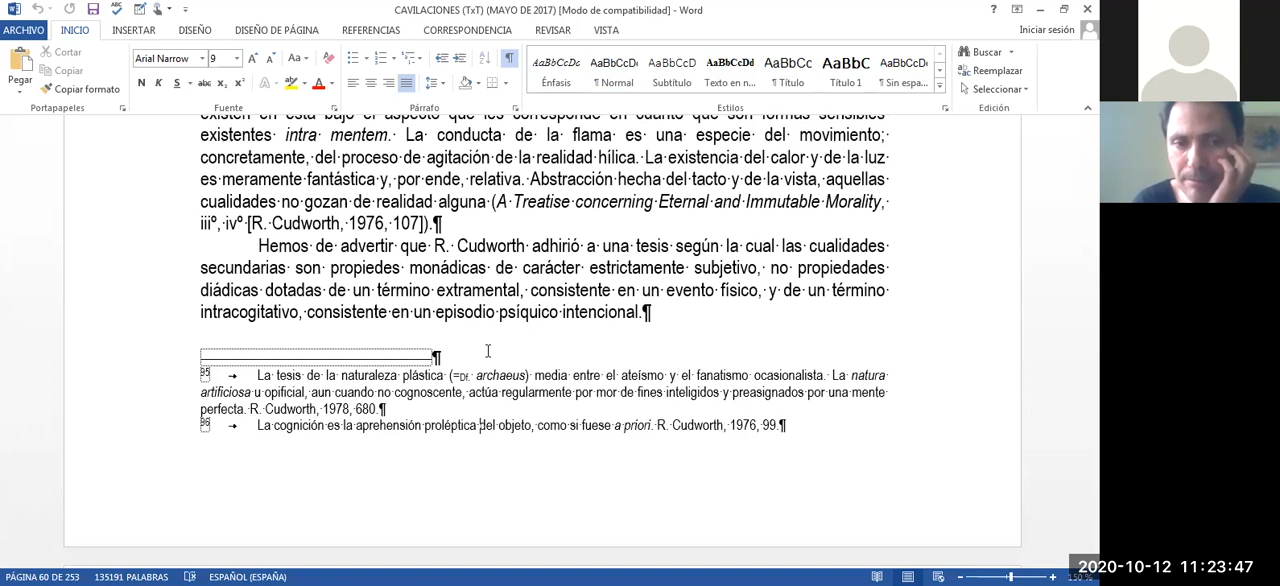 CAVILACIONES (TxT) (MAYO DE 2017) [Modo de compatibilidad] - Word
ARCHIVO INICIO INSERTAR DISEÑO DISEÑO DE PÁGINA REFERENCIAS CORRESPONDENCIA REVISAR VISTA Iniciar sesión
Pegar
Cortar
Copiar
Copiar formato
Portapapeles
Arial Narrow 9
N K S abc x₂ x²
Fuente
Párrafo
AaBbCcDc AaBbCcDc AaBbCcD AaBbCcDd AaBbCc AaBbC AaBbCcDc
Énfasis ¶ Normal Subtítulo Texto en n... ¶ Título Título 1 ¶ Sin espa...
Estilos
Buscar
Reemplazar
Seleccionar
Edición
existen en esta bajo el aspecto que les corresponde en cuanto que son formas sensibles
existentes intra mentem. La conducta de la flama es una especie del movimiento;
concretamente, del proceso de agitación de la realidad hílica. La existencia del calor y de la luz
es meramente fantástica y, por ende, relativa. Abstracción hecha del tacto y de la vista, aquellas
cualidades no gozan de realidad alguna (A Treatise concerning Eternal and Immutable Morality,
iiiº, ivº [R. Cudworth, 1976, 107]).¶
Hemos de advertir que R. Cudworth adhirió a una tesis según la cual las cualidades
secundarias son propiedes monádicas de carácter estrictamente subjetivo, no propiedades
diádicas dotadas de un término extramental, consistente en un evento físico, y de un término
intracogitativo, consistente en un episodio psíquico intencional.¶
¶
95 → La tesis de la naturaleza plástica (=Df. archaeus) media entre el ateísmo y el fanatismo ocasionalista. La natura
artificiosa u opificial, aun cuando no cognoscente, actúa regularmente por mor de fines inteligidos y preasignados por una mente
perfecta. R. Cudworth, 1978, 680.¶
96 → La cognición es la aprehensión proléptica del objeto, como si fuese a priori. R. Cudworth, 1976, 99.¶
PÁGINA 60 DE 253 135191 PALABRAS ESPAÑOL (ESPAÑA) 150 %
2020-10-12 11:23:47